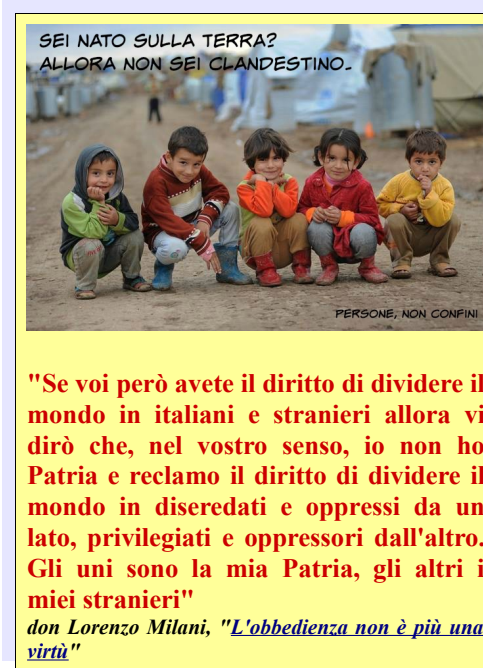 SEI NATO SULLA TERRA?
ALLORA NON SEI CLANDESTINO.
PERSONE, NON CONFINI
"Se voi però avete il diritto di dividere il
mondo in italiani e stranieri allora vi
dirò che, nel vostro senso, io non ho
Patria e reclamo il diritto di dividere il
mondo in diseredati e oppressi da un
lato, privilegiati e oppressori dall'altro.
Gli uni sono la mia Patria, gli altri i
miei stranieri"
don Lorenzo Milani, "L'obbedienza non è più una
virtù"